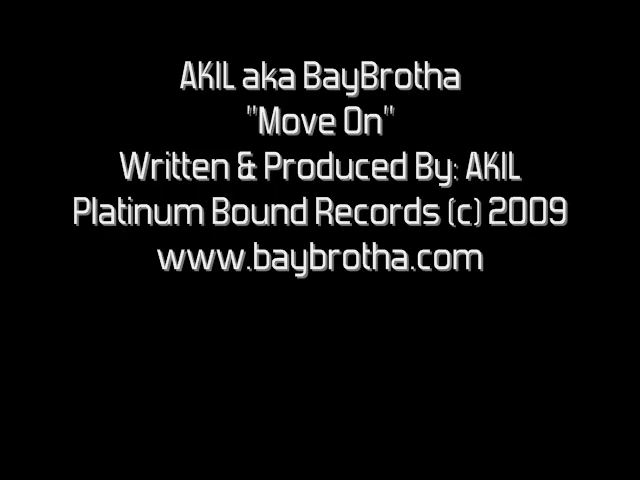 AKIL aka BayBrotha
"Move On"
Written & Produced By: AKIL
Platinum Bound Records (c) 2009
www.baybrotha.com